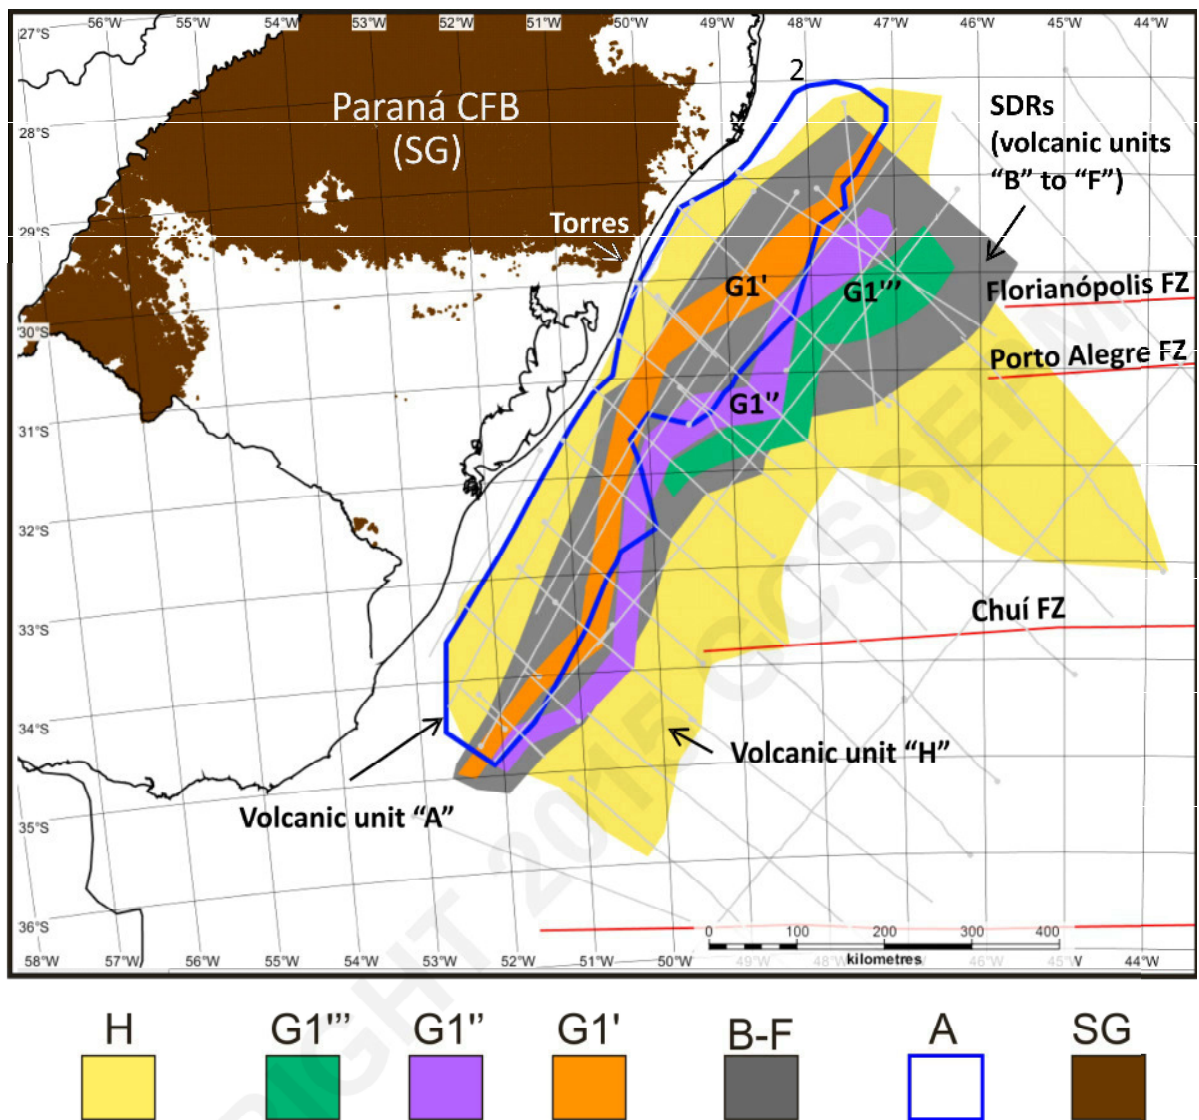 55°W 54°W 53°W 52°W 51°W 50°W 49°W 48°W 47°W 46°W 45°W 44°W
27°S
2
Paraná CFB
(SG)
SDRs
(volcanic units
“B” to “F”)
28°S
Torres
29°S
G1'
G1'''
Florianópolis FZ
30°S
Porto Alegre FZ
G1''
31°S
32°S
Chuí FZ
33°S
34°S
Volcanic unit “H”
Volcanic unit “A”
35°S
36°S
0 100 200 300 400
kilometres
58°W 57°W 56°W 55°W 54°W 53°W 52°W 51°W 50°W 49°W 48°W 47°W 46°W 45°W 44°W
H G1''' G1'' G1' B-F A SG